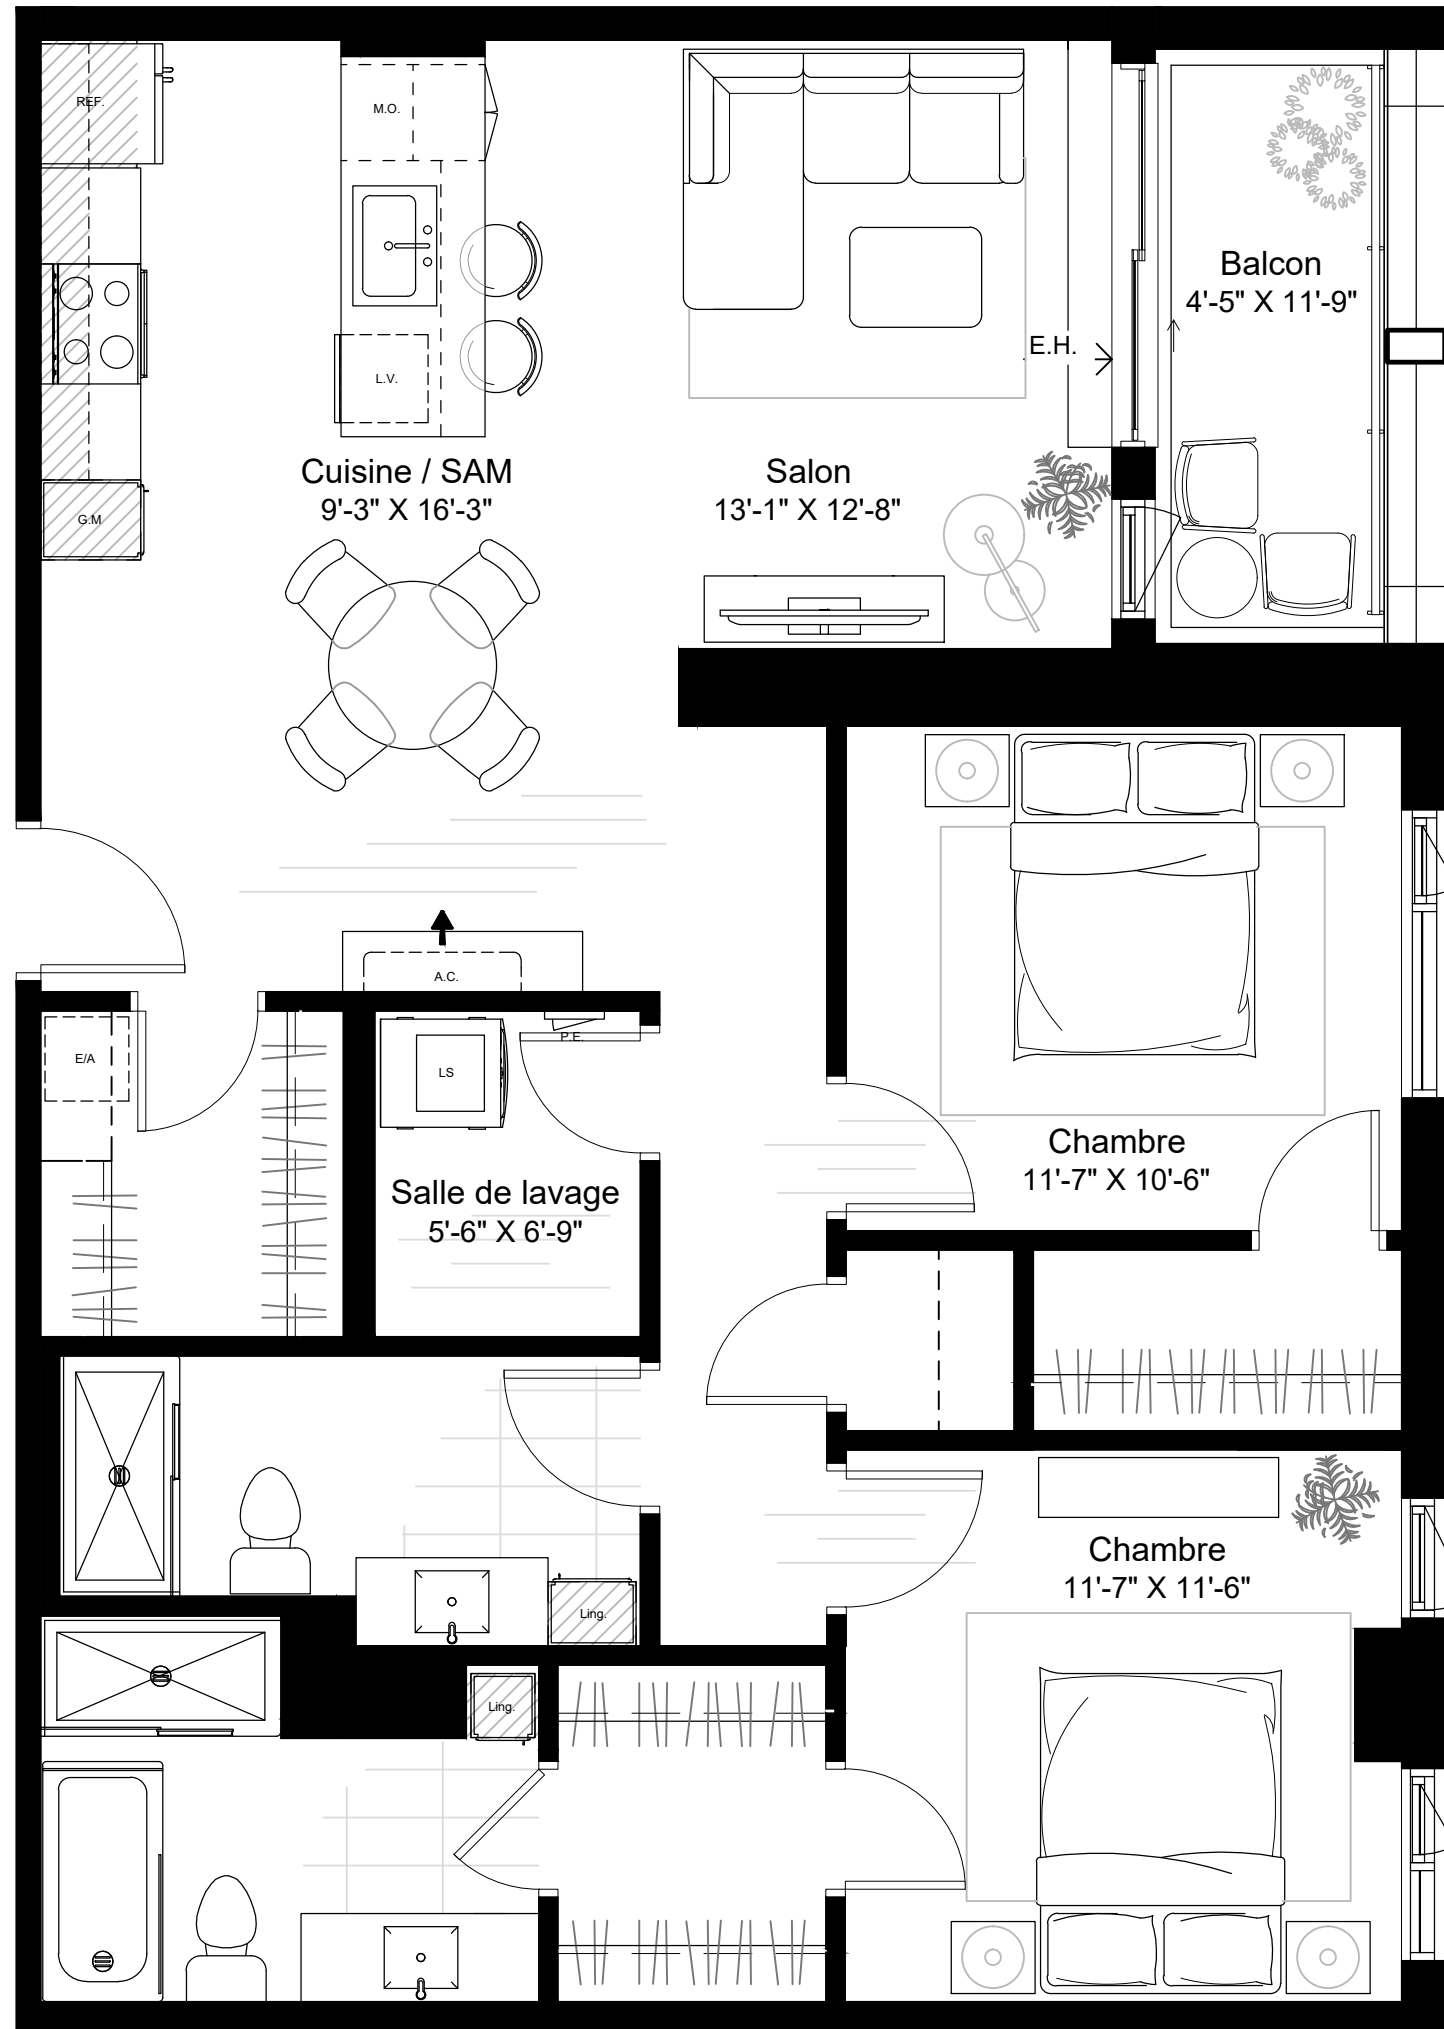 REF.
M.O.
Balcon
4'-5" X 11'-9"
E.H.
L.V.
Cuisine / SAM
9'-3" X 16'-3"
Salon
13'-1" X 12'-8"
G.M
A.C.
P.E.
E/A
LS
Chambre
11'-7" X 10'-6"
Salle de lavage
5'-6" X 6'-9"
Chambre
11'-7" X 11'-6"
Ling.
Ling.